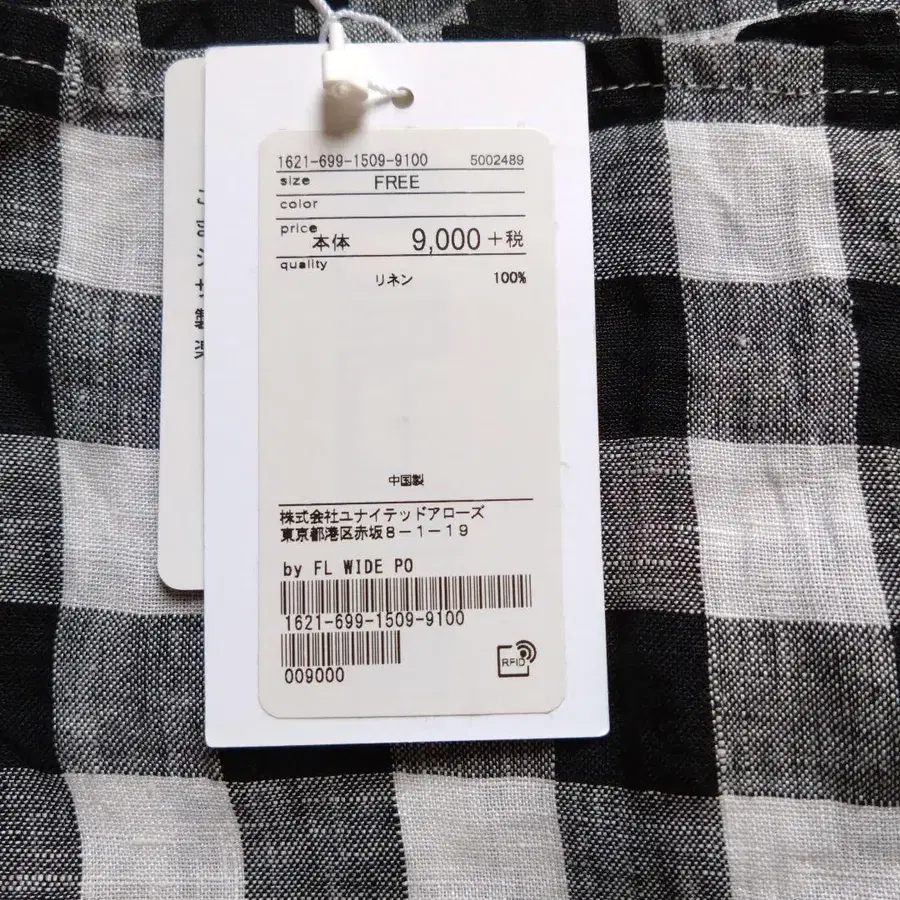 1621-699-1509-9100 5002489
size FREE
color
price 本体 9,000+税
quality
リネン 100%
中国製
株式会社ユナイテッドアローズ
東京都港区赤坂8-1-19
by FL WIDE PO
1621-699-1509-9100
009000
RFID